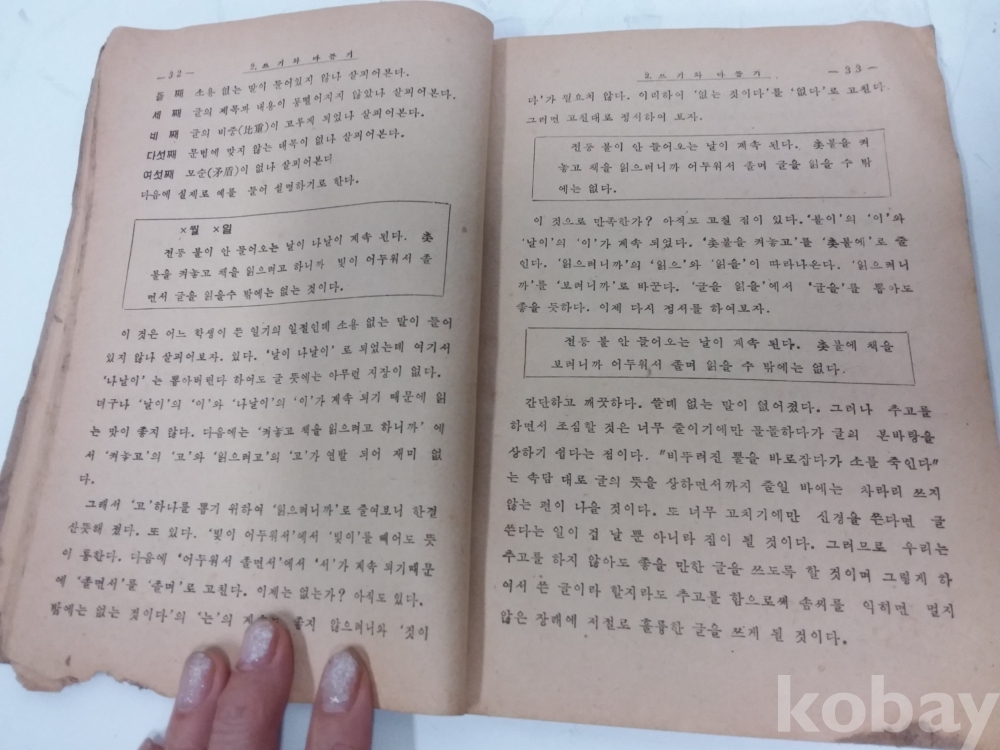 —32—
2. 쓰기와 다듬기
둘 째 소용 없는 말이 들어있지 않나 살피어본다.
세 째 글의 제목과 내용이 동떨어지지 않았나 살피어본다.
네 째 글의 비중(比重)이 고루게 되었나 살피어본다.
다섯째 문법에 맞지 않는 대목이 없나 살피어본다.
여섯째 모순(矛盾)이 없나 살피어본다
다음에 실제로 예를 들어 설명하기로 한다.
×월 ×일
전등 불이 안 들어오는 날이 나날이 계속 된다. 촛
불을 켜놓고 책을 읽으려고 하니까 빛이 어두워서 졸
면서 글을 읽을수 밖에는 없는 것이다.
이 것은 어느 학생이 쓴 일기의 일절인데 소용 없는 말이 들어
있지 않나 살피어보자. 있다. '날이 나날이' 로 되었는데 여기서
'나날이' 는 뽑아버린다 하여도 글 뜻에는 아무런 지장이 없다.
더구나 '날이'의 '이'와 '나날이'의 '이'가 계속 되기 때문에 읽
는 맛이 좋지 않다. 다음에는 '켜놓고 책을 읽으려고 하니까' 에
서 '켜놓고'의 '고'와 '읽으려고'의 '고'가 연발 되어 재미 없
다.
그래서 '고'하나를 뽑기 위하여 '읽으려니까'로 줄여보니 한결
산뜻해 졌다. 또 있다. '빛이 어두워서'에서 '빛이'를 빼어도 뜻
이 통한다. 다음에 '어두워서 졸면서'에서 '서'가 계속 되기때문
에 '졸면서'를 '졸며'로 고친다. 이제는 없는가? 아직도 있다.
밖에는 없는 것이다'의 '는'의 좋지 않으려니와 '것이
2. 쓰기와 다듬기
—33—
다'가 필요치 않다. 이리하여 '없는 것이다'를 '없다'로 고친다.
그러면 고친대로 정서하여 보자.
전등 불이 안 들어오는 날이 계속 된다. 촛불을 켜
놓고 책을 읽으려니까 어두워서 졸며 글을 읽을 수 밖
에는 없다.
이 것으로 만족한가? 아직도 고칠 점이 있다. '불이'의 '이'와
'날이'의 '이'가 계속 되었다. '촛불을 켜놓고'를 '촛불에'로 줄
인다. '읽으려니까'의 '읽으'와 '읽을'이 따라나온다. '읽으려니
까'를 '보려니까'로 바꾼다. '글을 읽을'에서 '글을'를 뽑아도
좋을 듯하다. 이제 다시 정서를 하여보자.
전등 불 안 들어오는 날이 계속 된다. 촛불에 책을
보려니까 어두워서 졸며 읽을 수 밖에는 없다.
간단하고 깨끗하다. 쓸데 없는 말이 없어졌다. 그러나 추고를
하면서 조심할 것은 너무 줄이기에만 몰돌하다가 글의 본바탕을
상하기 쉽다는 점이다. "비뚜러진 뿔을 바로잡다가 소를 죽인다"
는 속담 대로 글의 뜻을 상하면서까지 줄일 바에는 차라리 쓰지
않는 편이 나을 것이다. 또 너무 고치기에만 신경을 쓴다면 글
쓴다는 일이 겁 날 뿐 아니라 짐이 될 것이다. 그러므로 우리는
추고를 하지 않아도 좋을 만한 글을 쓰도록 할 것이며 그렇게 하
여서 쓴 글이라 할지라도 추고를 함으로써 솜씨를 익히면 멀지
않은 장래에 저절로 훌륭한 글을 쓰게 될 것이다.
kobay